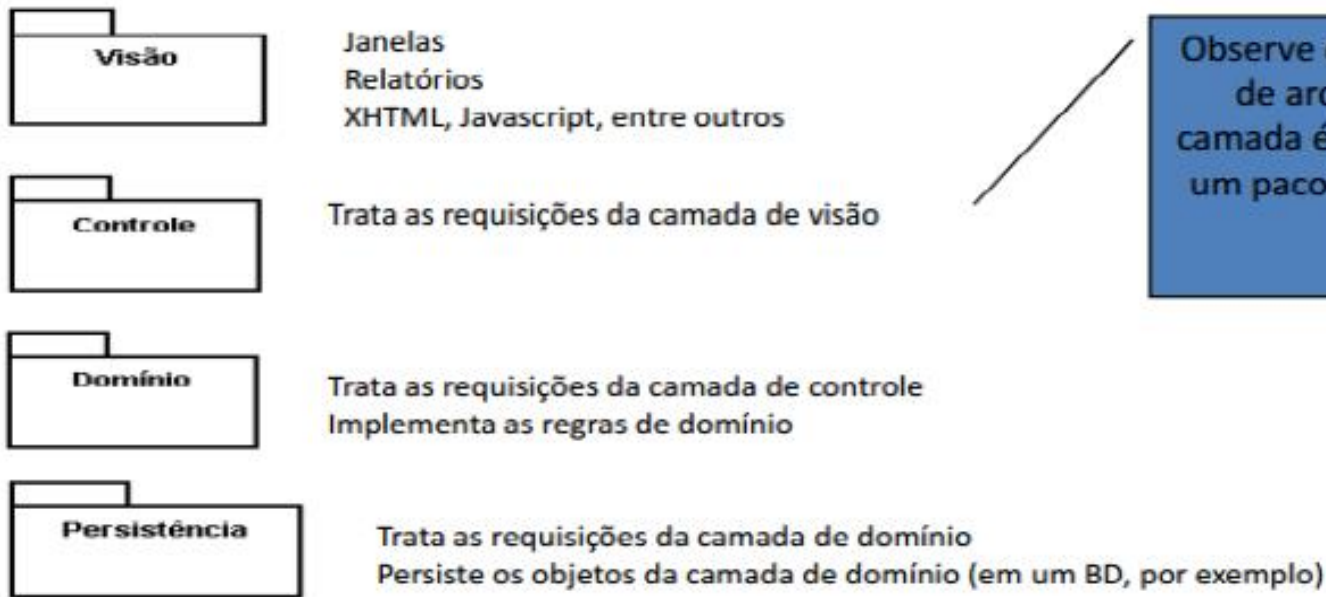 Visão
Janelas
Relatórios
XHTML, Javascript, entre outros
Observe
de
camada é
um
Controle
Trata as requisições da camada de visão
Domínio
Trata as requisições da camada de controle
Implementa as regras de domínio
Persistência
Trata as requisições da camada de domínio
Persiste os objetos da camada de domínio (em um BD, por exemplo)